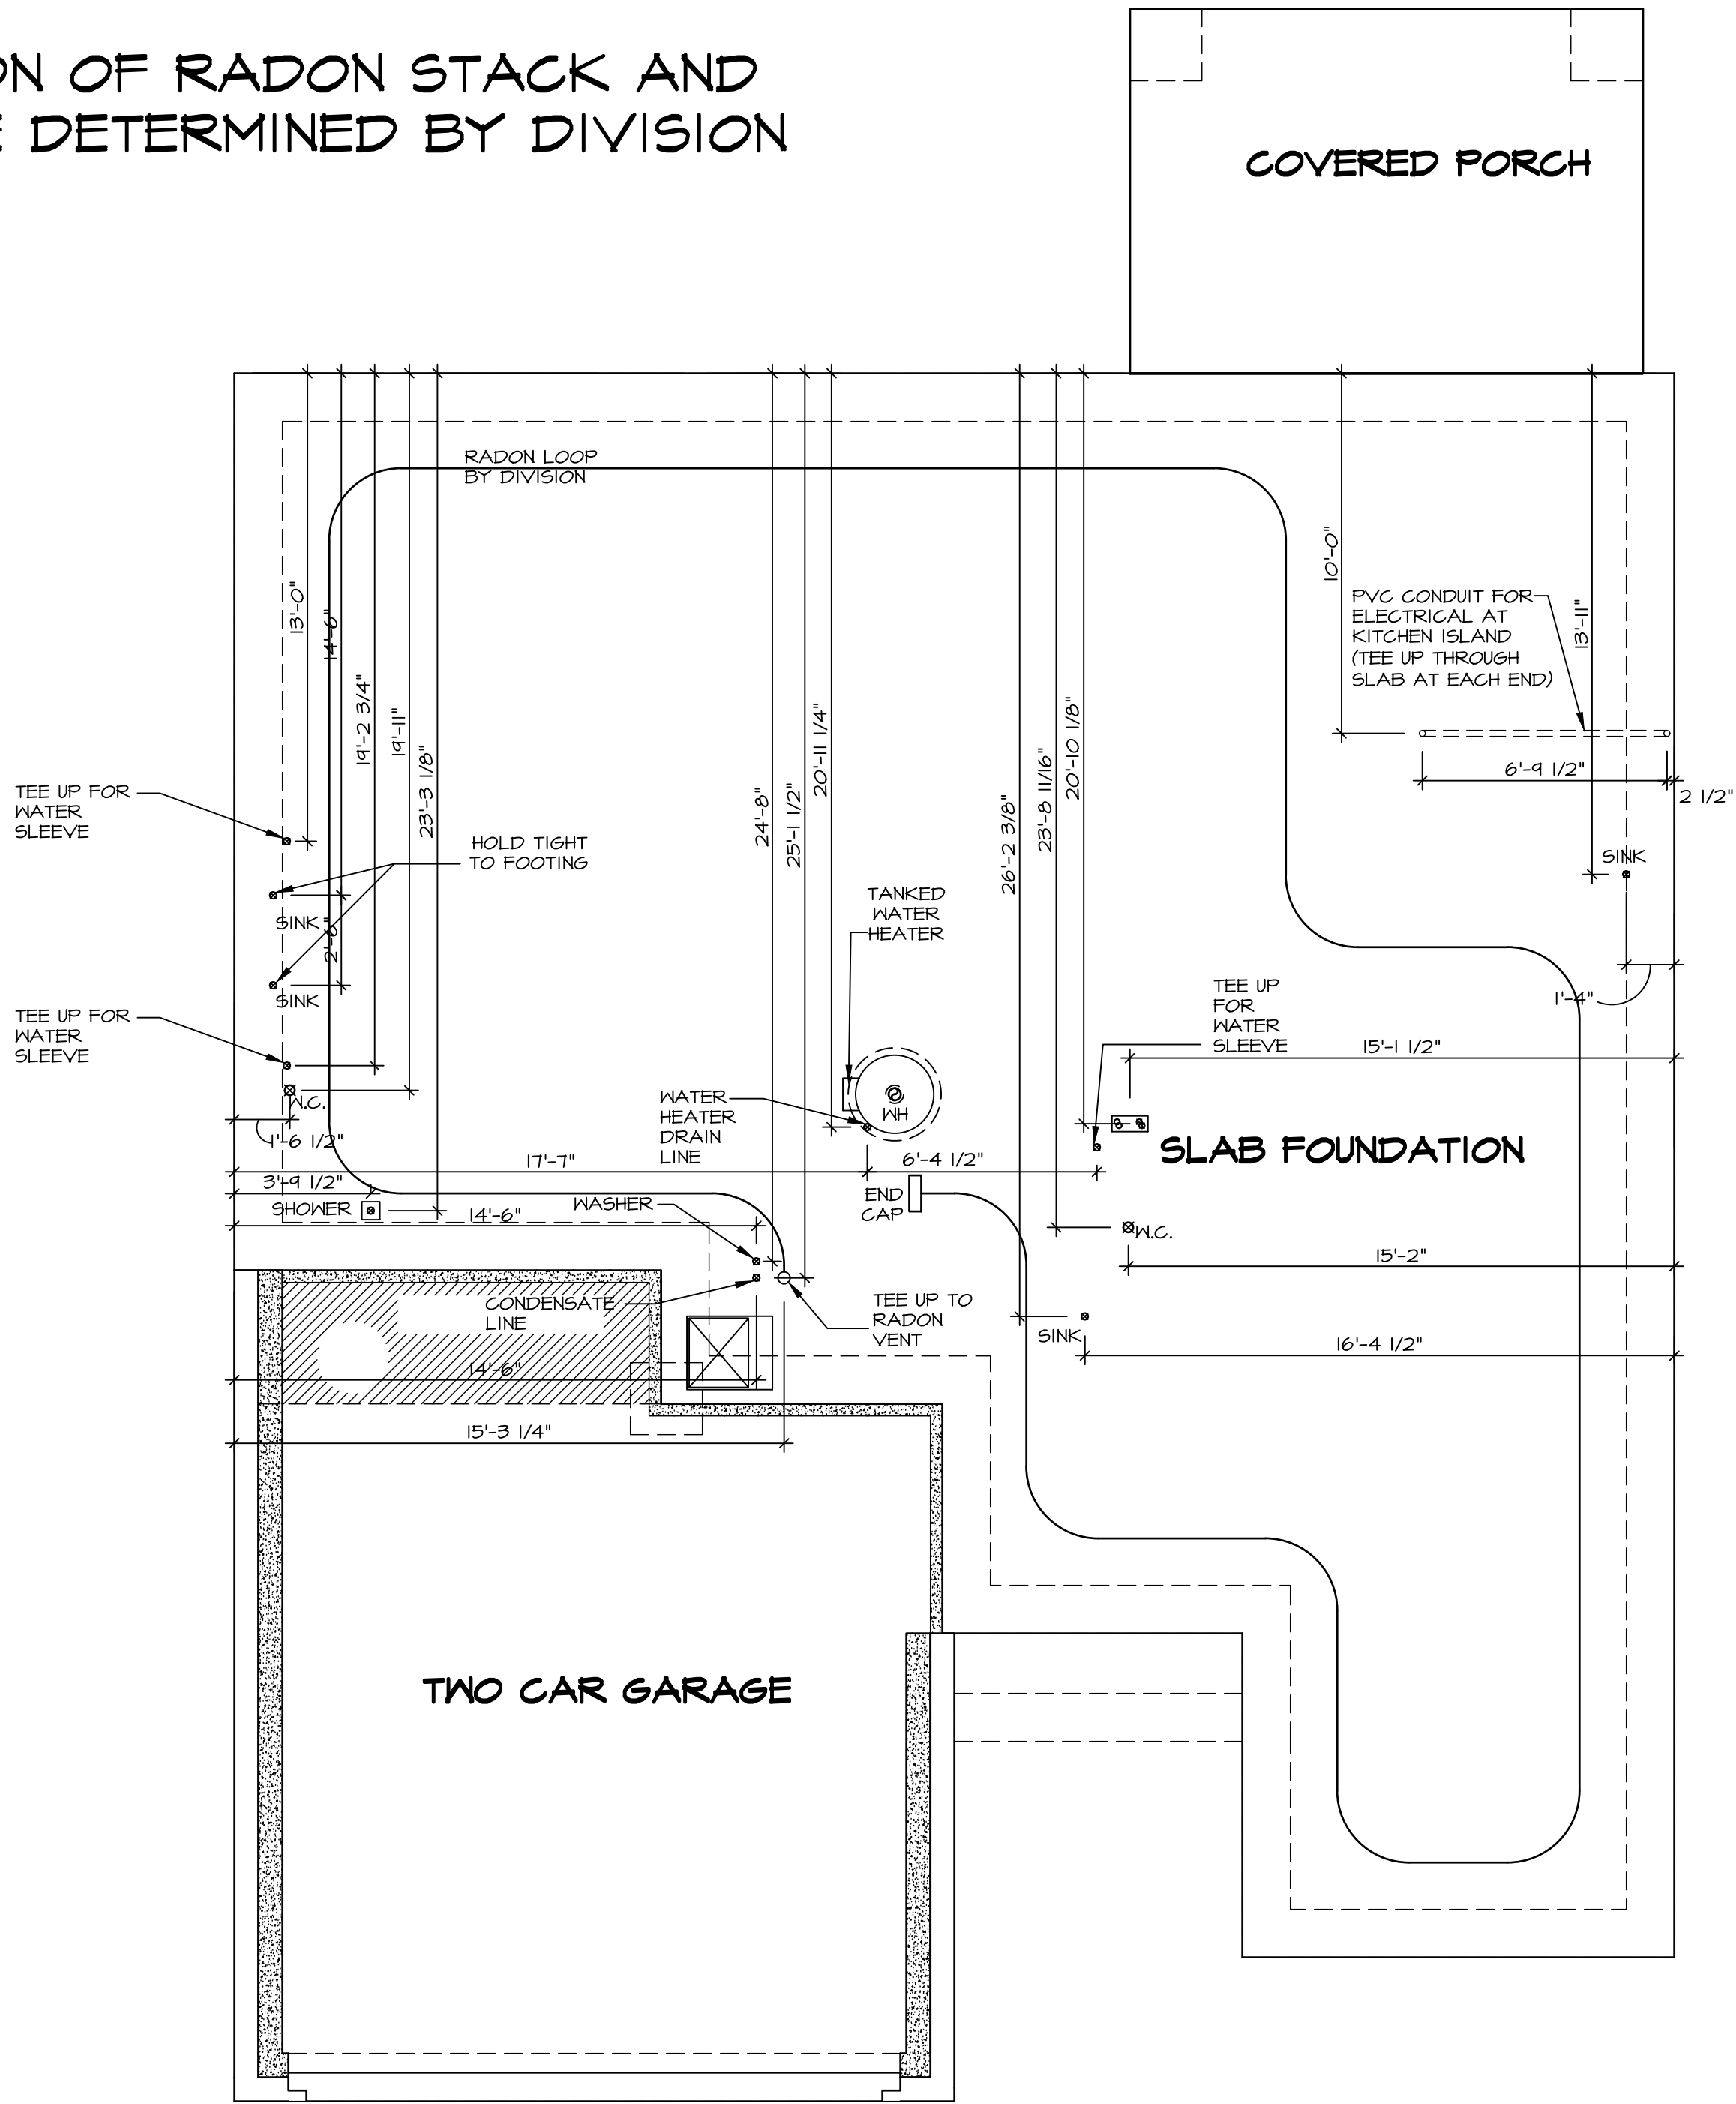 ON OF RADON STACK AND
E DETERMINED BY DIVISION
COVERED PORCH
RADON LOOP
BY DIVISION
13'-0"
14'-6"
19'-2 3/4"
19'-11"
23'-3 1/8"
24'-8"
25'-1 1/2"
20'-11 1/4"
26'-2 3/8"
23'-8 11/16"
20'-10 1/8"
10'-0"
13'-11"
PVC CONDUIT FOR
ELECTRICAL AT
KITCHEN ISLAND
(TEE UP THROUGH
SLAB AT EACH END)
6'-9 1/2"
2 1/2"
TEE UP FOR
WATER
SLEEVE
HOLD TIGHT
TO FOOTING
SINK
2'-6"
SINK
TANKED
WATER
HEATER
SINK
1'-4"
TEE UP FOR
WATER
SLEEVE
TEE UP
FOR
WATER
SLEEVE
15'-1 1/2"
W.C.
1'-6 1/2"
WATER
HEATER
DRAIN
LINE
WH
SLAB FOUNDATION
17'-7"
6'-4 1/2"
3'-9 1/2"
SHOWER
14'-6"
WASHER
END
CAP
W.C.
15'-2"
CONDENSATE
LINE
TEE UP TO
RADON
VENT
SINK
16'-4 1/2"
14'-6"
15'-3 1/4"
TWO CAR GARAGE